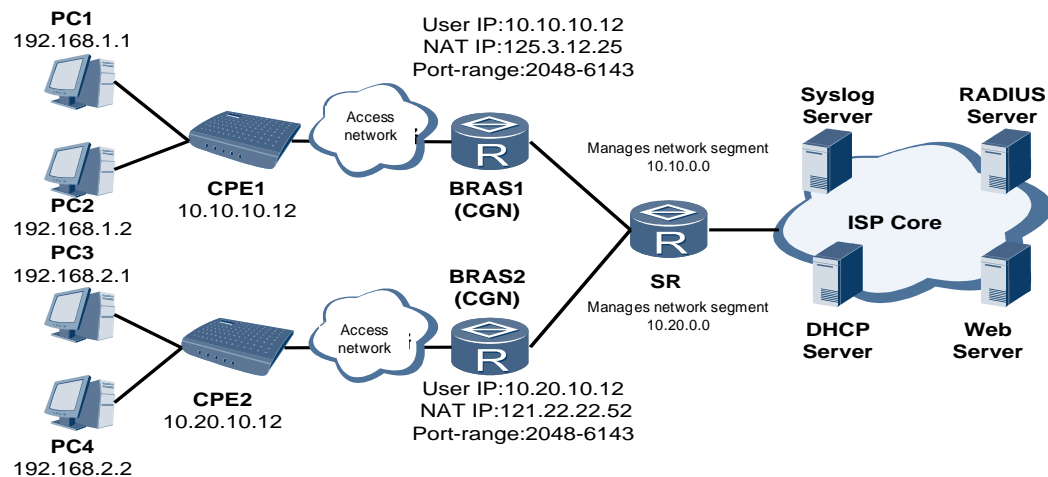 PC1
192.168.1.1
PC2
192.168.1.2
CPE1
10.10.10.12
Access
network
User IP:10.10.10.12
NAT IP:125.3.12.25
Port-range:2048-6143
R
BRAS1
(CGN)
PC3
192.168.2.1
PC4
192.168.2.2
CPE2
10.20.10.12
Access
network
BRAS2
(CGN)
R
User IP:10.20.10.12
NAT IP:121.22.22.52
Port-range:2048-6143
Manages network segment
10.10.0.0
R
SR
Manages network segment
10.20.0.0
Syslog
Server
RADIUS
Server
ISP Core
DHCP
Server
Web
Server